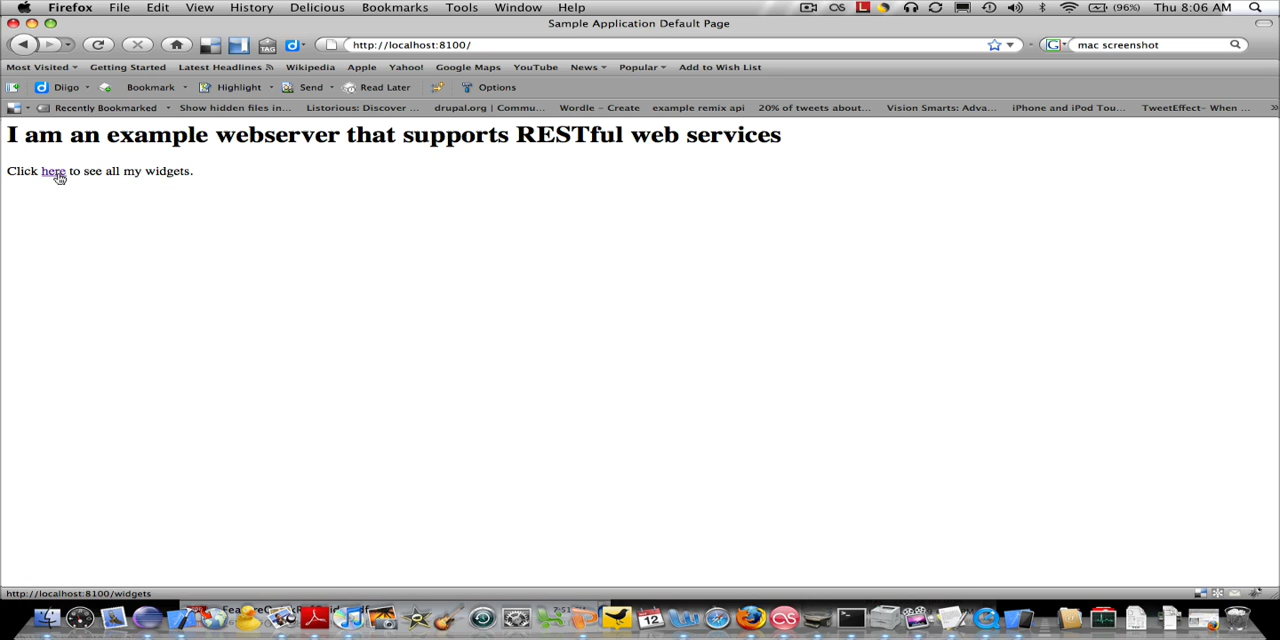 Firefox File Edit View History Delicious Bookmarks Tools Window Help (96%) Thu 8:06 AM
Sample Application Default Page
http://localhost:8100/ mac screenshot
Most Visited Getting Started Latest Headlines Wikipedia Apple Yahoo! Google Maps YouTube News Popular Add to Wish List
Diigo Bookmark Highlight Send Read Later Options
Recently Bookmarked Show hidden files in... Listorious: Discover ... drupal.org | Commu... Wordle - Create example remix api 20% of tweets about... Vision Smarts: Adva... iPhone and iPod Tou... TweetEffect- When ...
I am an example webserver that supports RESTful web services
Click here to see all my widgets.
http://localhost:8100/widgets